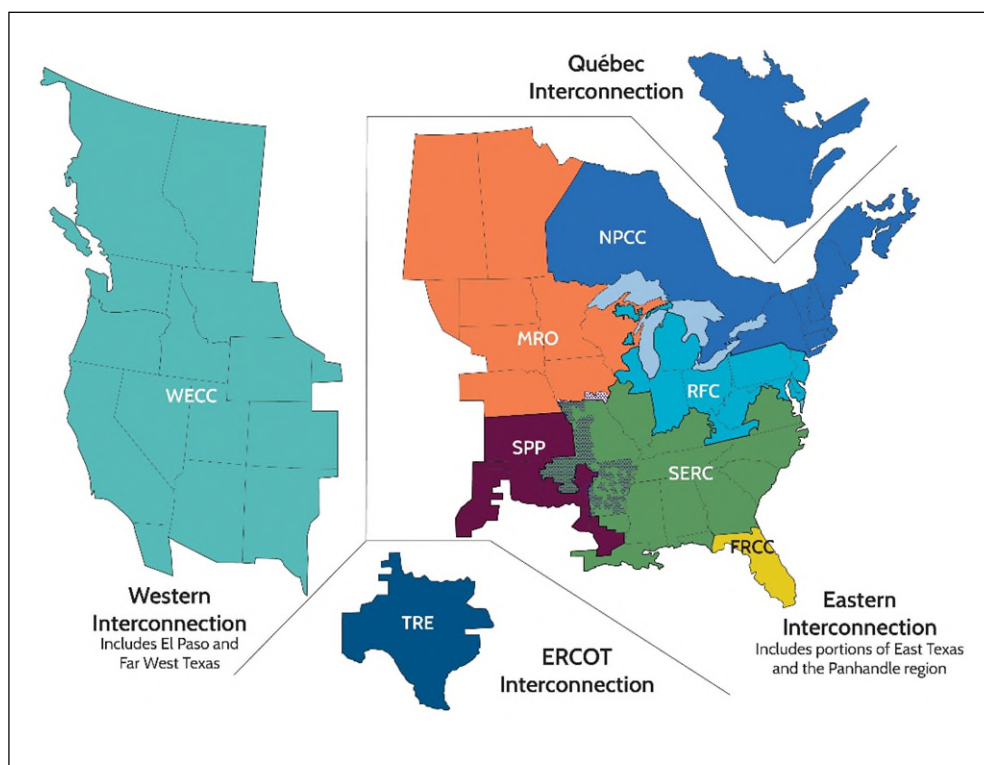 Québec
Interconnection
NPCC
MRO
WECC
RFC
SPP
SERC
FRCC
Western
Interconnection
Includes El Paso and
Far West Texas
TRE
ERCOT
Interconnection
Eastern
Interconnection
Includes portions of East Texas
and the Panhandle region